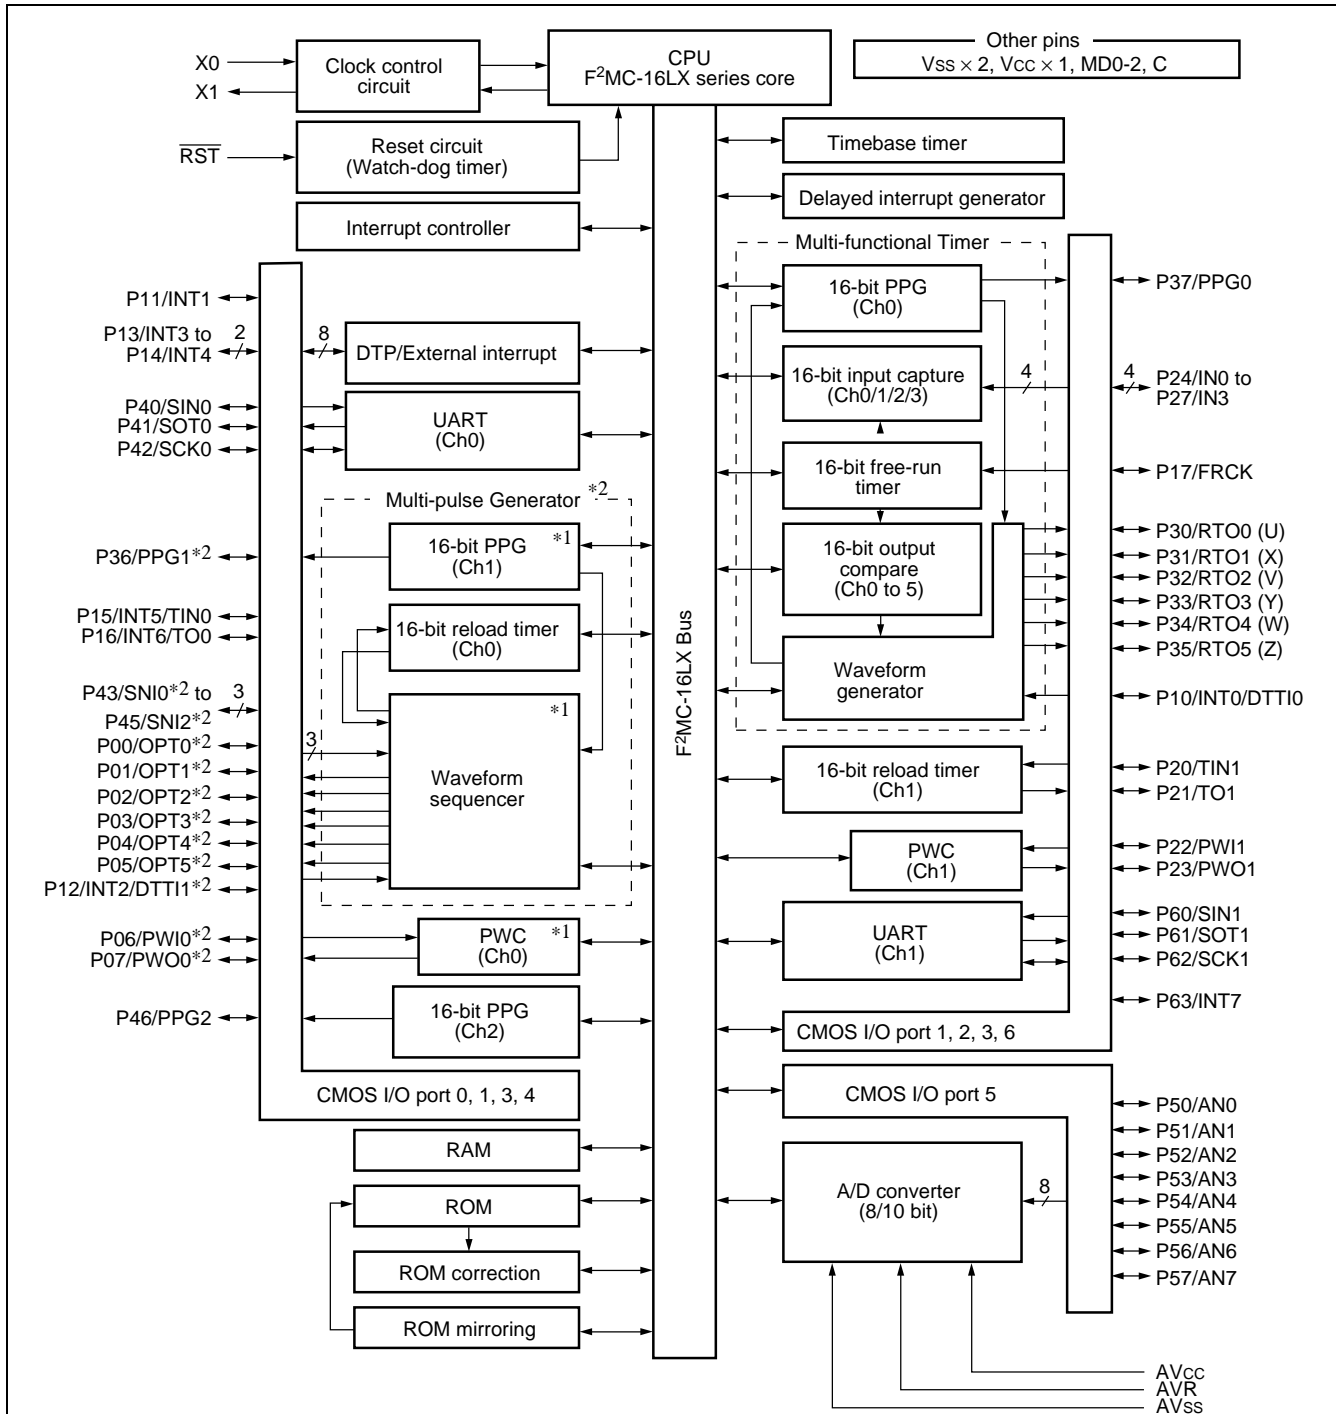 CPU
F²MC-16LX series core
Other pins
Vss × 2, Vcc × 1, MD0-2, C
X0
X1
Clock control
circuit
RST
Reset circuit
(Watch-dog timer)
Interrupt controller
Timebase timer
Delayed interrupt generator
F²MC-16LX Bus
P11/INT1
P13/INT3 to
P14/INT4
2
8
DTP/External interrupt
P40/SIN0
P41/SOT0
P42/SCK0
UART
(Ch0)
Multi-pulse Generator *2
P36/PPG1*2
16-bit PPG *1
(Ch1)
P15/INT5/TIN0
P16/INT6/TO0
16-bit reload timer
(Ch0)
P43/SNI0*2 to
P45/SNI2*2
3
P00/OPT0*2
P01/OPT1*2
P02/OPT2*2
P03/OPT3*2
P04/OPT4*2
P05/OPT5*2
P12/INT2/DTTI1*2
3
*1
Waveform
sequencer
P06/PWI0*2
P07/PWO0*2
PWC *1
(Ch0)
P46/PPG2
16-bit PPG
(Ch2)
CMOS I/O port 0, 1, 3, 4
RAM
ROM
ROM correction
ROM mirroring
Multi-functional Timer
16-bit PPG
(Ch0)
P37/PPG0
16-bit input capture
(Ch0/1/2/3)
4
4
P24/IN0 to
P27/IN3
16-bit free-run
timer
P17/FRCK
16-bit output
compare
(Ch0 to 5)
P30/RTO0 (U)
P31/RTO1 (X)
P32/RTO2 (V)
P33/RTO3 (Y)
P34/RTO4 (W)
P35/RTO5 (Z)
Waveform
generator
P10/INT0/DTTI0
16-bit reload timer
(Ch1)
P20/TIN1
P21/TO1
PWC
(Ch1)
P22/PWI1
P23/PWO1
UART
(Ch1)
P60/SIN1
P61/SOT1
P62/SCK1
P63/INT7
CMOS I/O port 1, 2, 3, 6
CMOS I/O port 5
P50/AN0
P51/AN1
P52/AN2
P53/AN3
P54/AN4
P55/AN5
P56/AN6
P57/AN7
A/D converter
(8/10 bit)
8
AVcc
AVR
AVss